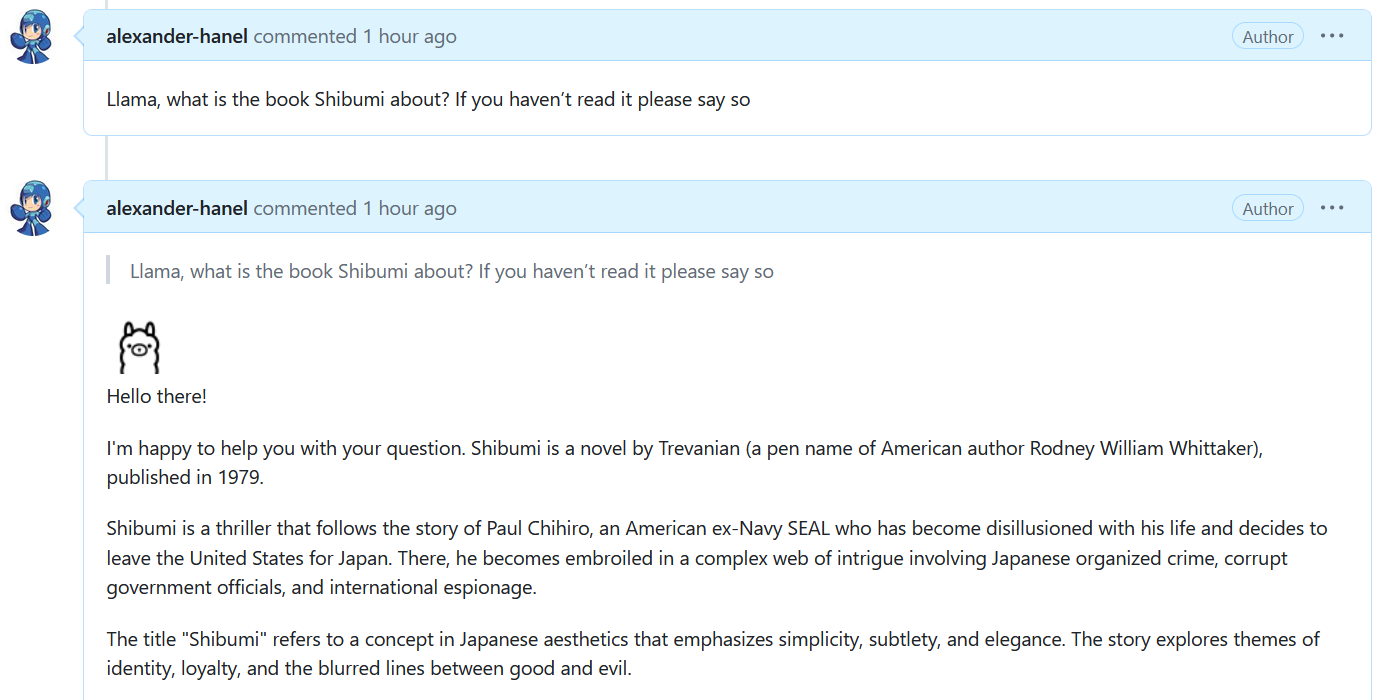 alexander-hanel commented 1 hour ago
Author
Llama, what is the book Shibumi about? If you haven’t read it please say so
alexander-hanel commented 1 hour ago
Author
Llama, what is the book Shibumi about? If you haven’t read it please say so
Hello there!
I'm happy to help you with your question. Shibumi is a novel by Trevanian (a pen name of American author Rodney William Whittaker),
published in 1979.
Shibumi is a thriller that follows the story of Paul Chihiro, an American ex-Navy SEAL who has become disillusioned with his life and decides to
leave the United States for Japan. There, he becomes embroiled in a complex web of intrigue involving Japanese organized crime, corrupt
government officials, and international espionage.
The title "Shibumi" refers to a concept in Japanese aesthetics that emphasizes simplicity, subtlety, and elegance. The story explores themes of
identity, loyalty, and the blurred lines between good and evil.